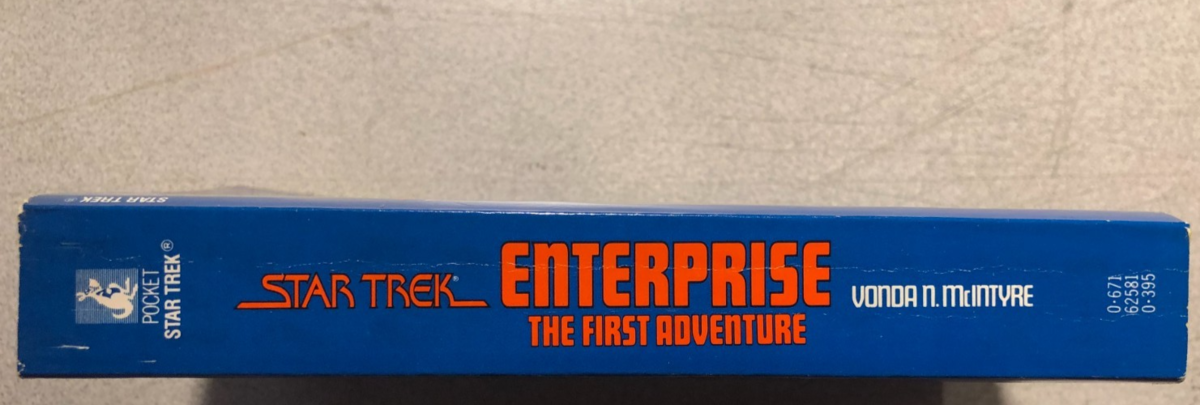 STAR TREK®
POCKET
STAR TREK®
STAR TREK®
ENTERPRISE
THE FIRST ADVENTURE
VONDA N. McINTYRE
0-671
62581
0-395